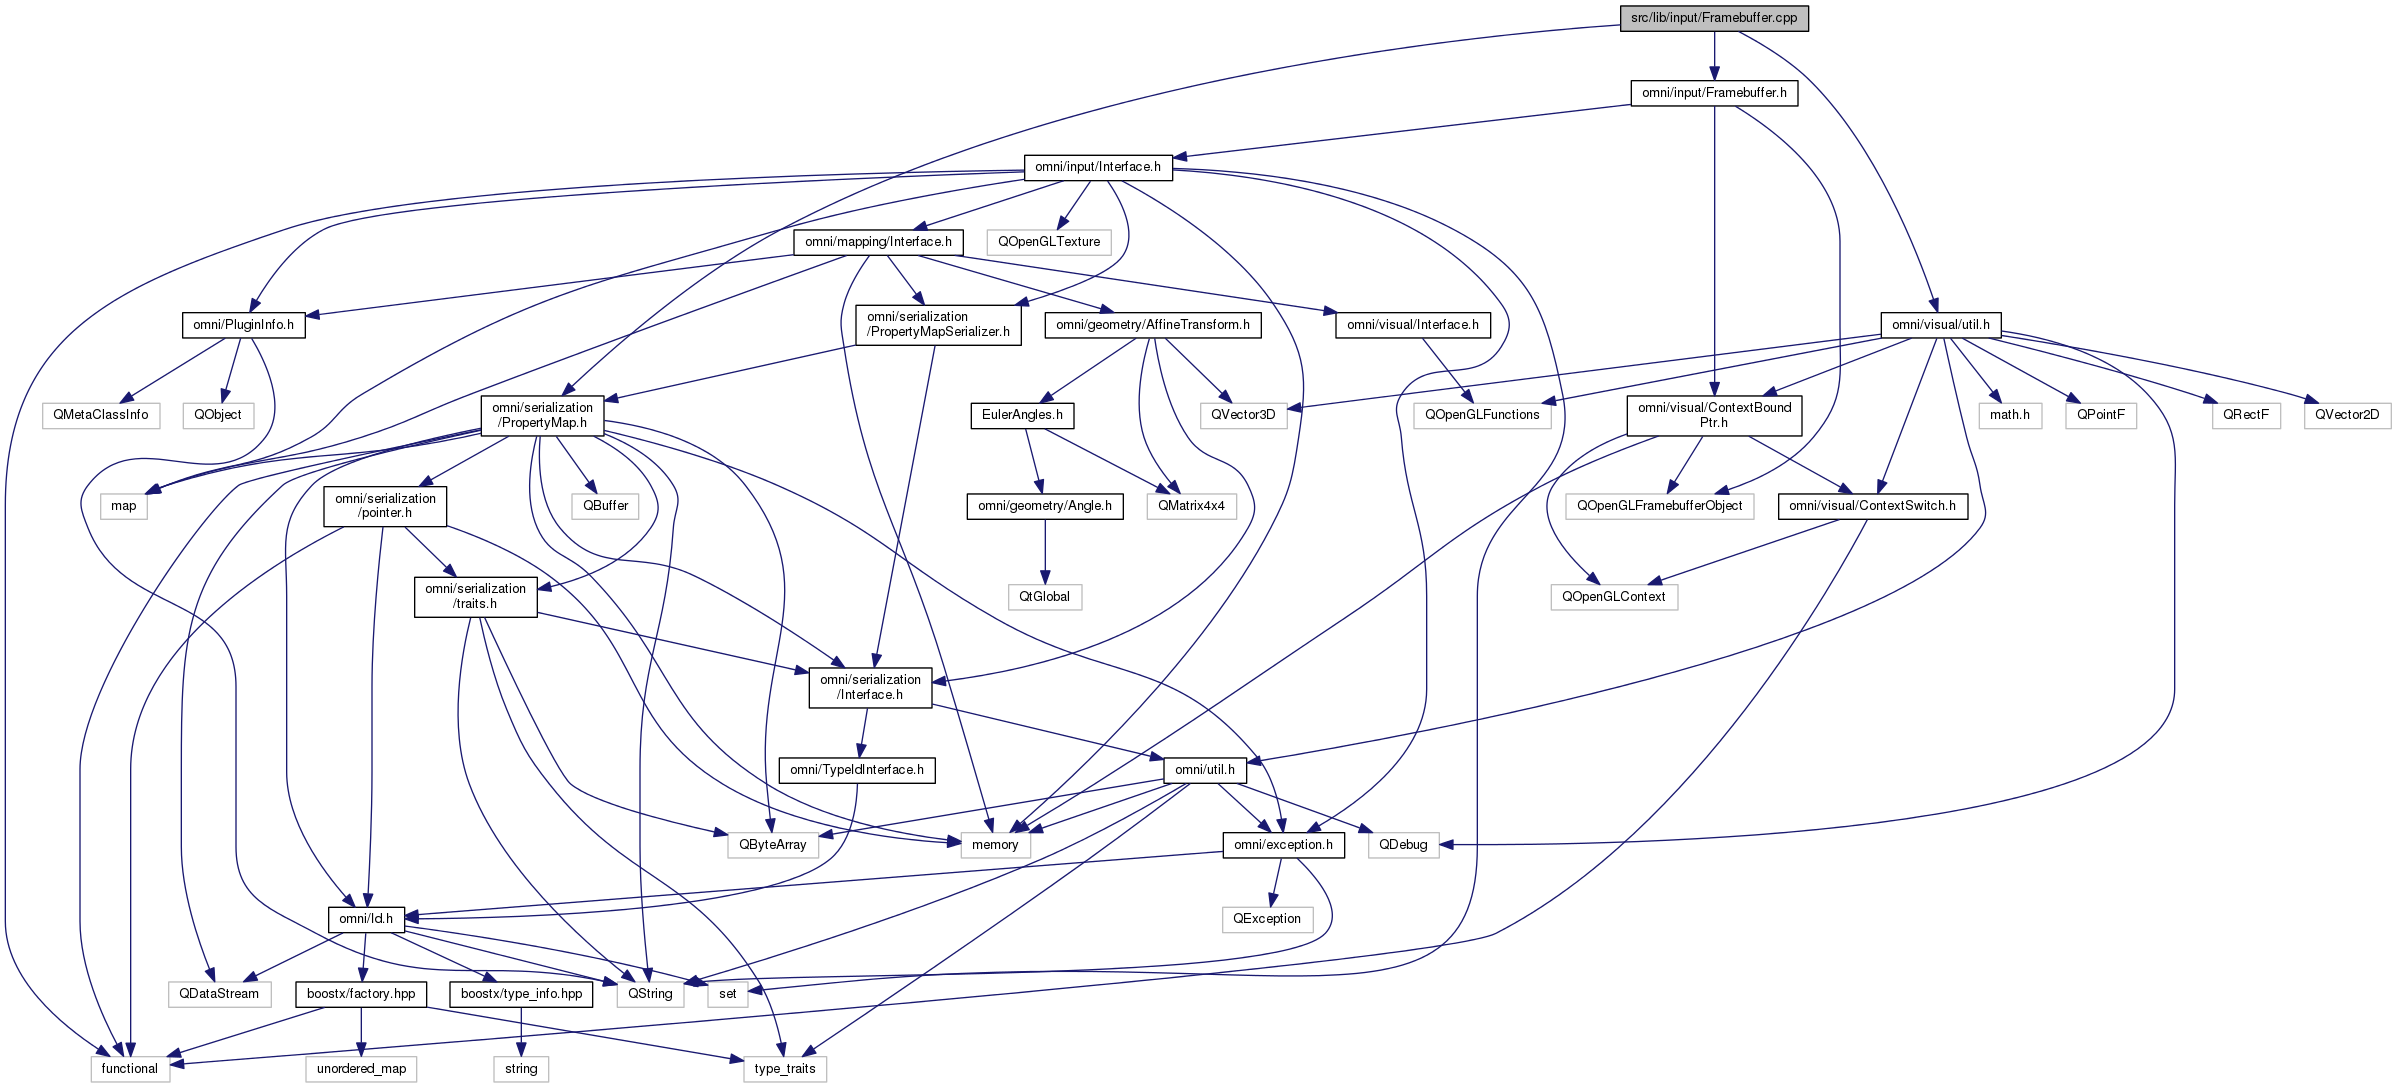 src/lib/input/Framebuffer.cpp
omni/input/Framebuffer.h
omni/input/Interface.h
omni/mapping/Interface.h
QOpenGLTexture
omni/PluginInfo.h
omni/serialization
/PropertyMapSerializer.h
omni/geometry/AffineTransform.h
omni/visual/Interface.h
omni/visual/util.h
QMetaClassInfo
QObject
omni/serialization
/PropertyMap.h
EulerAngles.h
QVector3D
QOpenGLFunctions
omni/visual/ContextBound
Ptr.h
math.h
QPointF
QRectF
QVector2D
map
omni/serialization
/pointer.h
QBuffer
omni/geometry/Angle.h
QMatrix4x4
QOpenGLFramebufferObject
omni/visual/ContextSwitch.h
omni/serialization
/traits.h
QtGlobal
QOpenGLContext
omni/serialization
/Interface.h
omni/TypeIdInterface.h
omni/util.h
QByteArray
memory
omni/exception.h
QDebug
omni/Id.h
QException
QDataStream
boostx/factory.hpp
boostx/type_info.hpp
QString
set
functional
unordered_map
string
type_traits